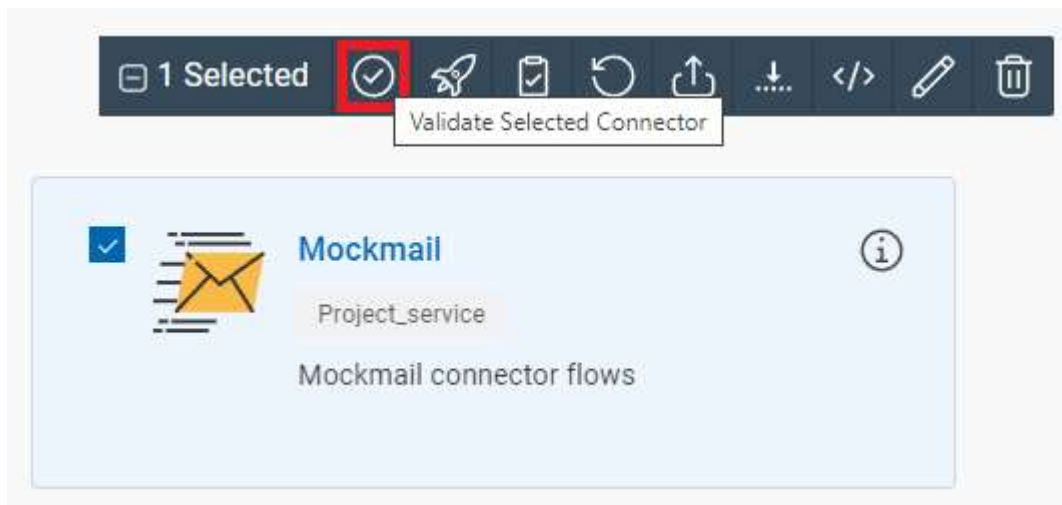 1 Selected
</>
Validate Selected Connector
Mockmail
i
Project_service
Mockmail connector flows